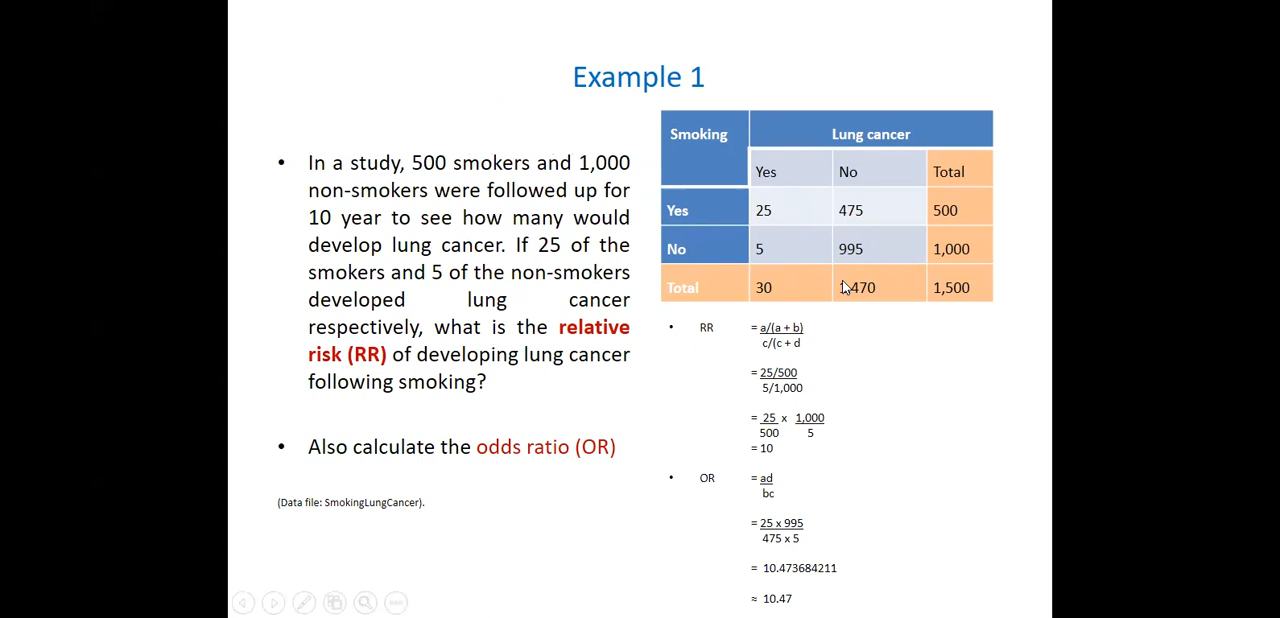 Example 1
• In a study, 500 smokers and 1,000
non-smokers were followed up for
10 year to see how many would
develop lung cancer. If 25 of the
smokers and 5 of the non-smokers
developed lung cancer
respectively, what is the relative
risk (RR) of developing lung cancer
following smoking?
• Also calculate the odds ratio (OR)
(Data file: SmokingLungCancer).
Smoking Lung cancer
Yes No Total
Yes 25 475 500
No 5 995 1,000
Total 30 1,470 1,500
• RR = a/(a + b)
c/(c + d
= 25/500
5/1,000
= 25 x 1,000
500 5
= 10
• OR = ad
bc
= 25 x 995
475 x 5
= 10.473684211
≈ 10.47